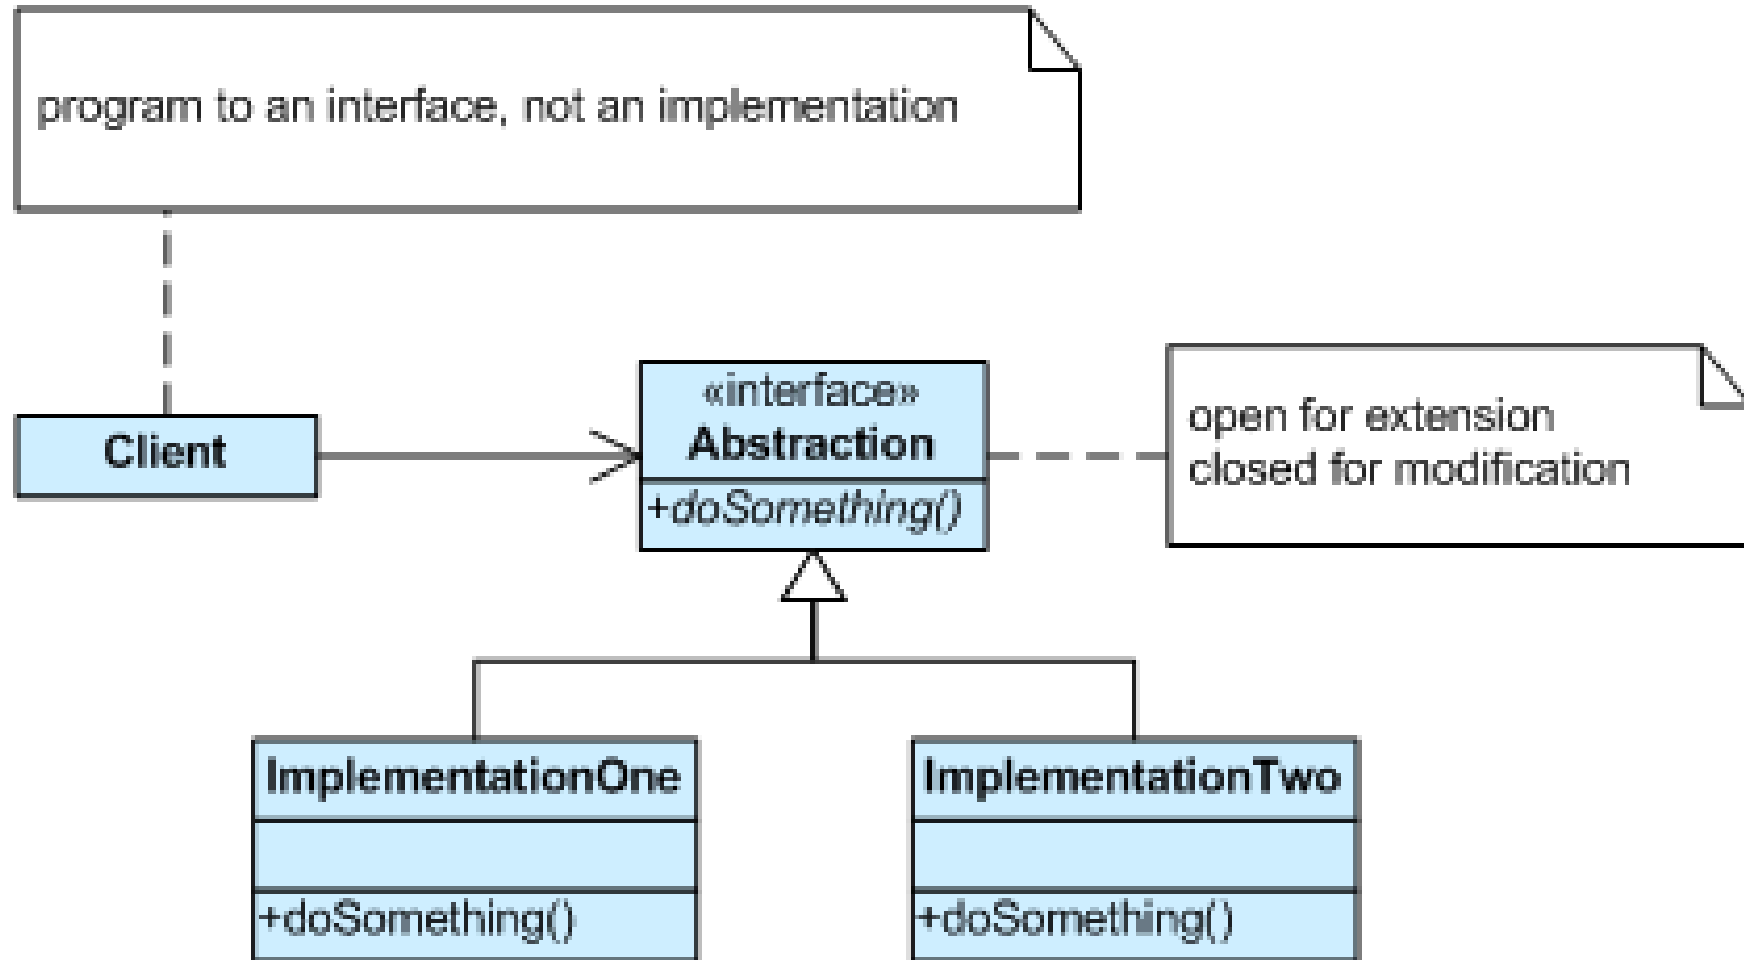 program to an interface, not an implementation
Client
«interface»
Abstraction
+doSomething()
open for extension
closed for modification
ImplementationOne
+doSomething()
ImplementationTwo
+doSomething()